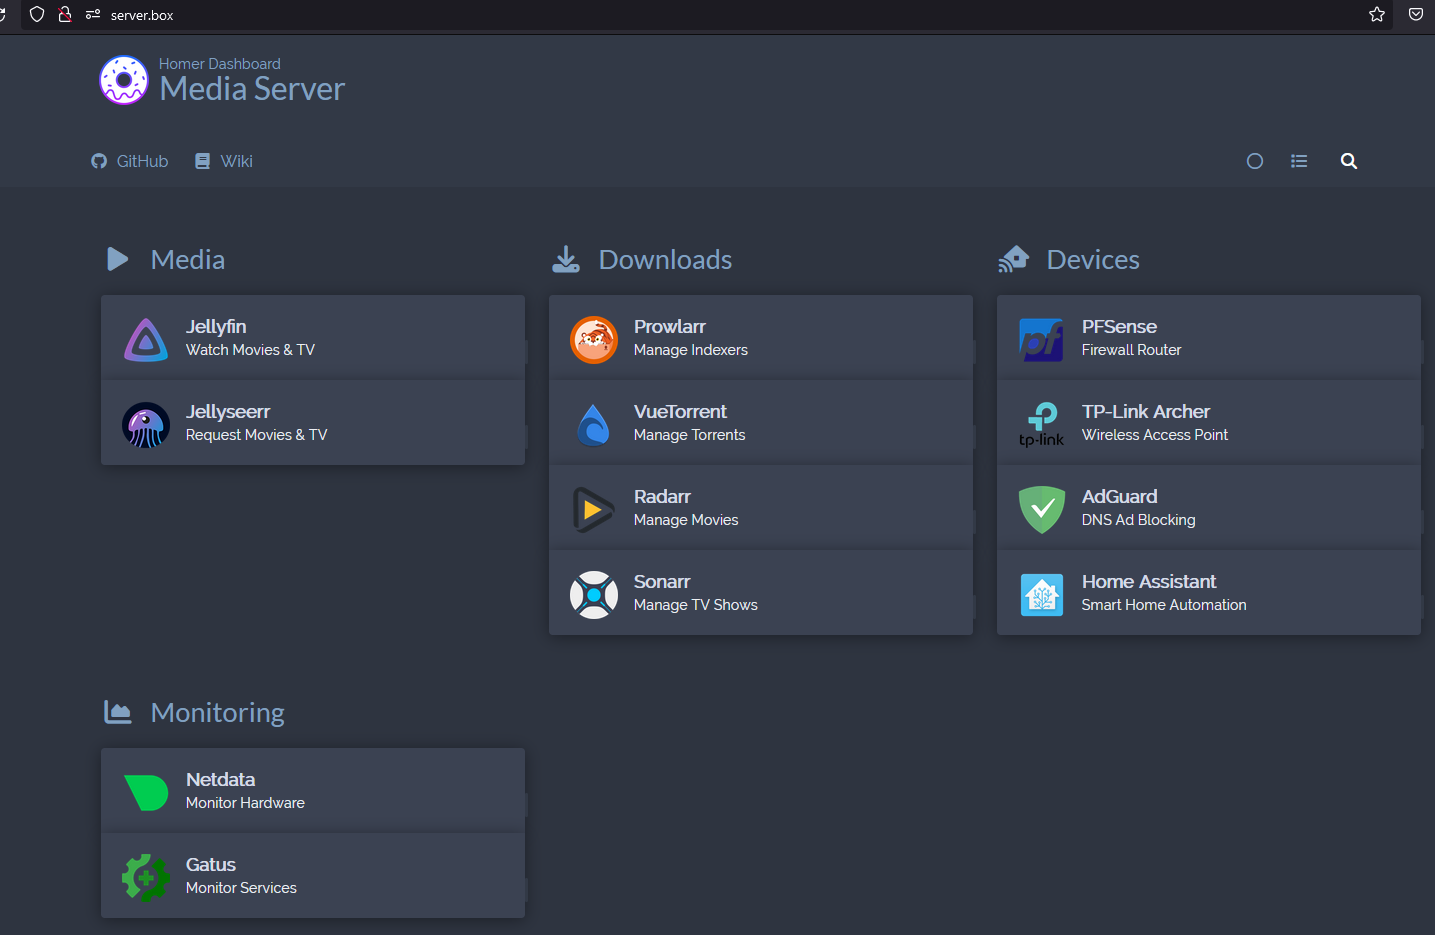 server.box
Homer Dashboard
Media Server
GitHub
Wiki
Media
Jellyfin
Watch Movies & TV
Jellyseerr
Request Movies & TV
Downloads
Prowlarr
Manage Indexers
VueTorrent
Manage Torrents
Radarr
Manage Movies
Sonarr
Manage TV Shows
Devices
pf
PFSense
Firewall Router
tp-link
TP-Link Archer
Wireless Access Point
AdGuard
DNS Ad Blocking
Home Assistant
Smart Home Automation
Monitoring
Netdata
Monitor Hardware
Gatus
Monitor Services